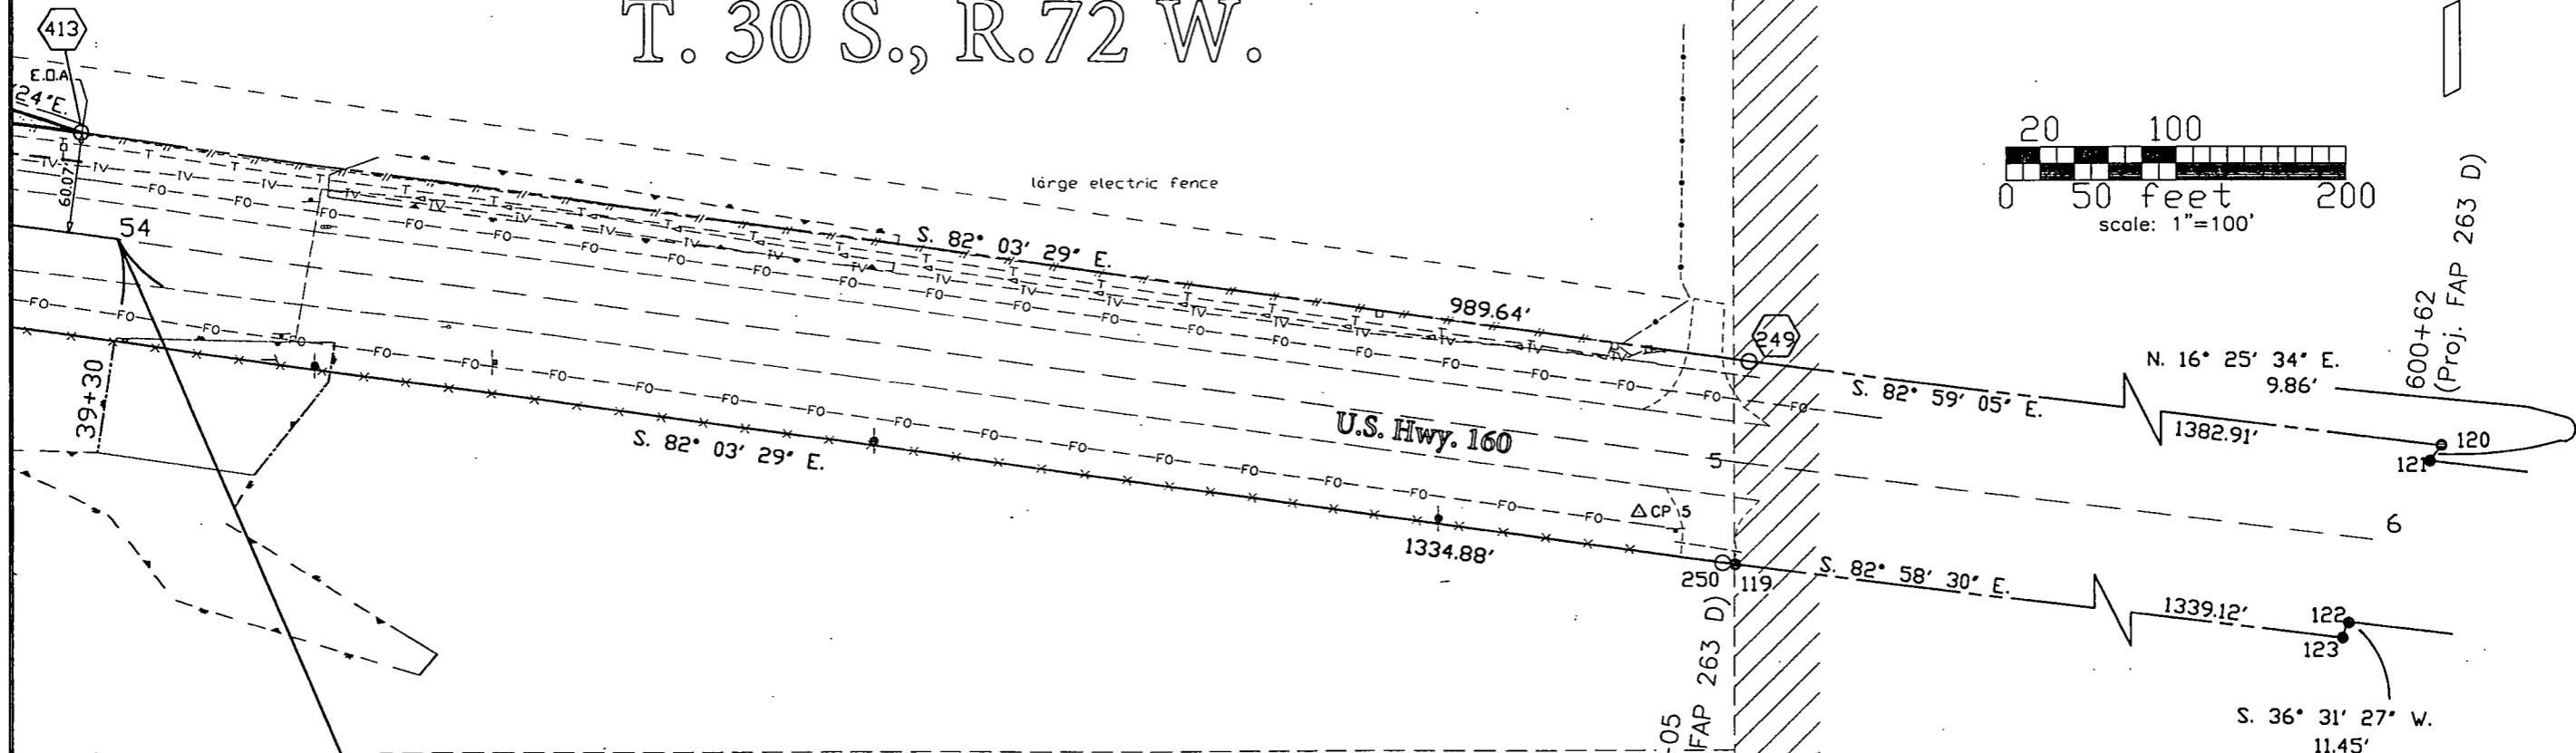 T. 30 S., R.72 W.
413
E.O.A
24"E.
60.07'
54
39+30
large electric fence
S. 82° 03' 29" E.
989.64'
249
S. 82° 03' 29" E.
1334.88'
U.S. Hwy. 160
5
CP 5
250
119
-05
FAP 263 D)
20 100
0 50 feet 200
scale: 1"=100'
600+62
(Proj. FAP 263 D)
N. 16° 25' 34" E.
9.86'
S. 82° 59' 05" E.
1382.91'
120
121
6
S. 82° 58' 30" E.
1339.12'
122
123
S. 36° 31' 27" W.
11.45'